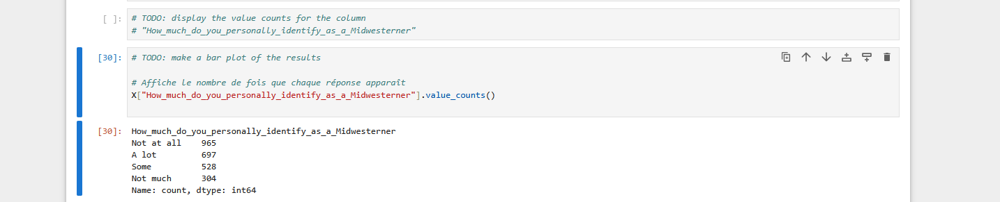 [ ]: # TODO: display the value counts for the column
# "How_much_do_you_personally_identify_as_a_Midwesterner"
[30]: # TODO: make a bar plot of the results
# Affiche le nombre de fois que chaque réponse apparaît
X["How_much_do_you_personally_identify_as_a_Midwesterner"].value_counts()
[30]: How_much_do_you_personally_identify_as_a_Midwesterner
Not at all    965
A lot         697
Some          528
Not much      304
Name: count, dtype: int64